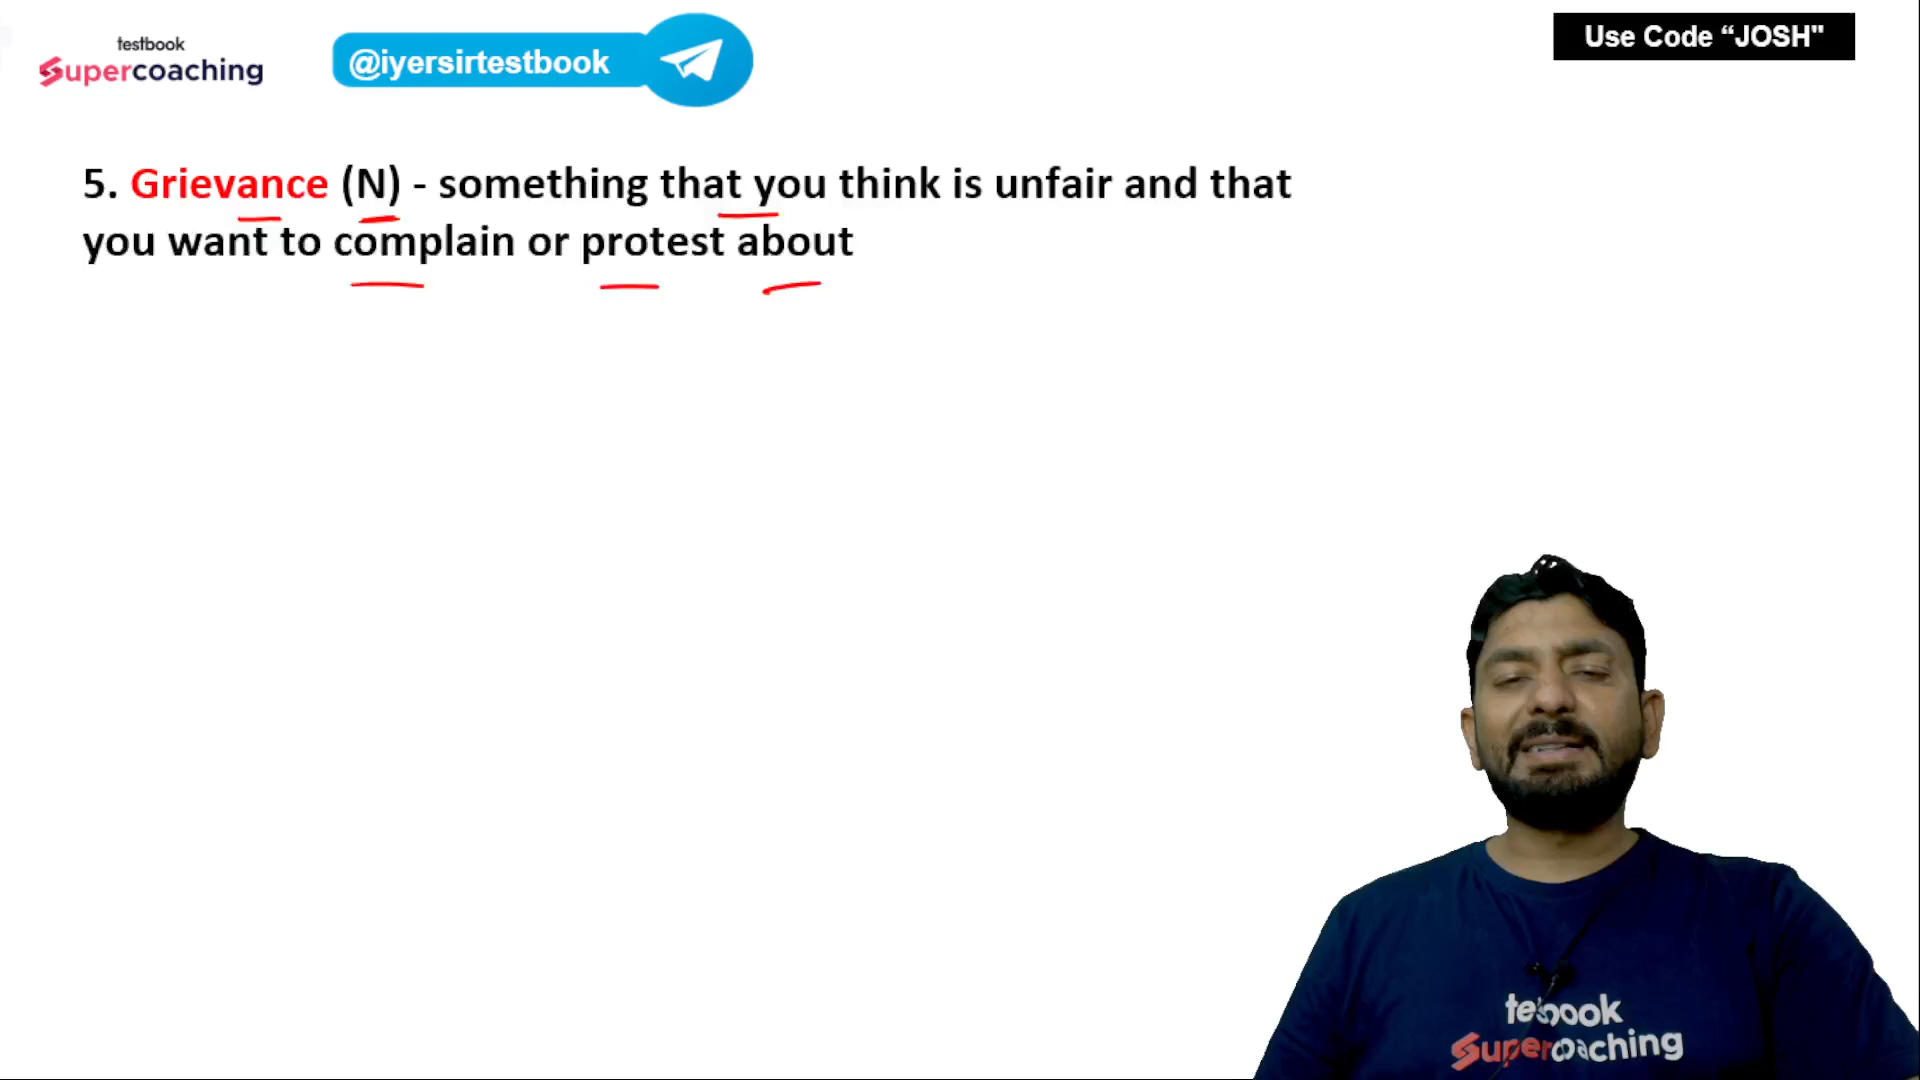 testbook
Supercoaching
@iyersirtestbook
Use Code “JOSH"
5. Grievance (N) - something that you think is unfair and that
you want to complain or protest about
testbook
Supercoaching